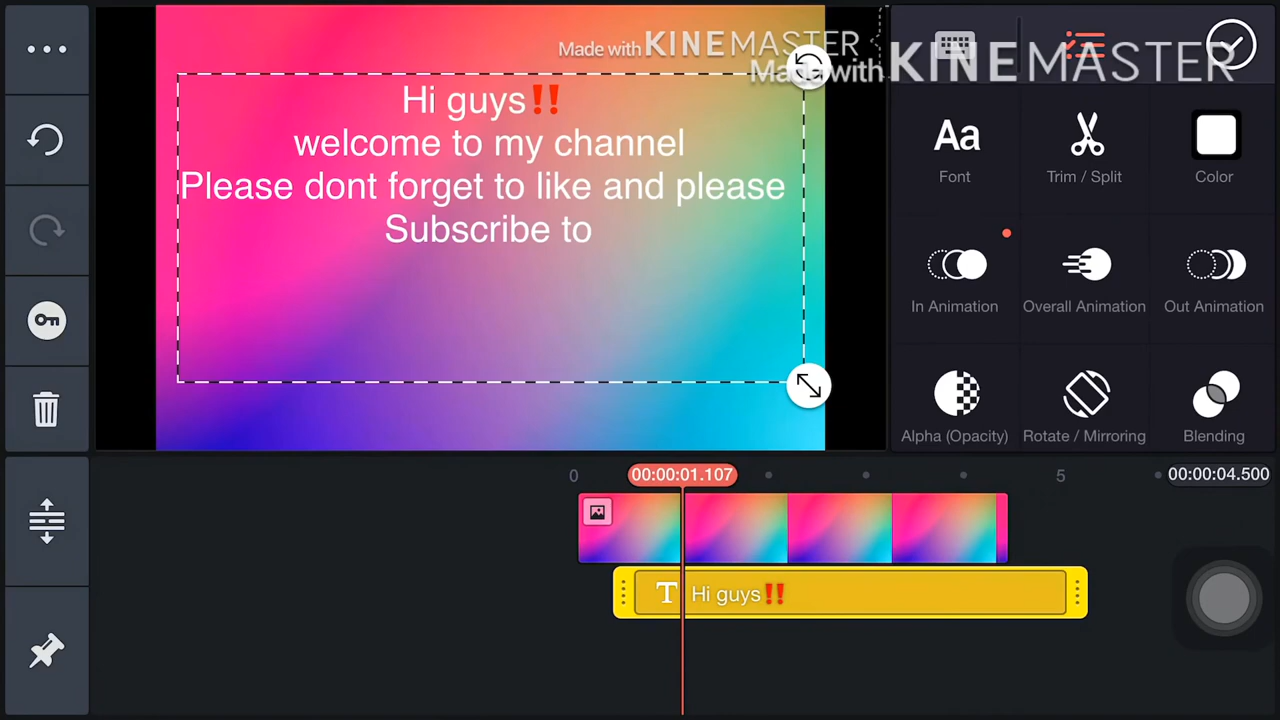 Made with KINEMASTER
Made with KINEMASTER
Hi guys‼️
welcome to my channel
Please dont forget to like and please
Subscribe to
Aa
Font
Trim / Split
Color
In Animation
Overall Animation
Out Animation
Alpha (Opacity)
Rotate / Mirroring
Blending
0
00:00:01.107
5
00:00:04.500
T Hi guys‼️